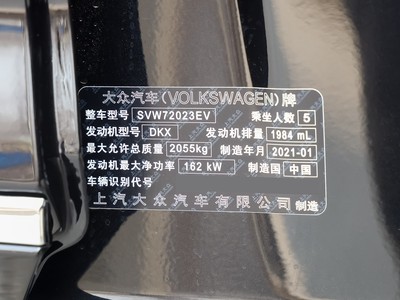 大众汽车(VOLKSWAGEN)牌
整车型号 SVW72023EV 乘坐人数 5
发动机型号 DKX 发动机排量 1984 mL
最大允许总质量 2055kg 制造年月 2021-01
发动机最大净功率 162 kW 制造国 中国
车辆识别代号
上汽大众汽车有限公司 制造